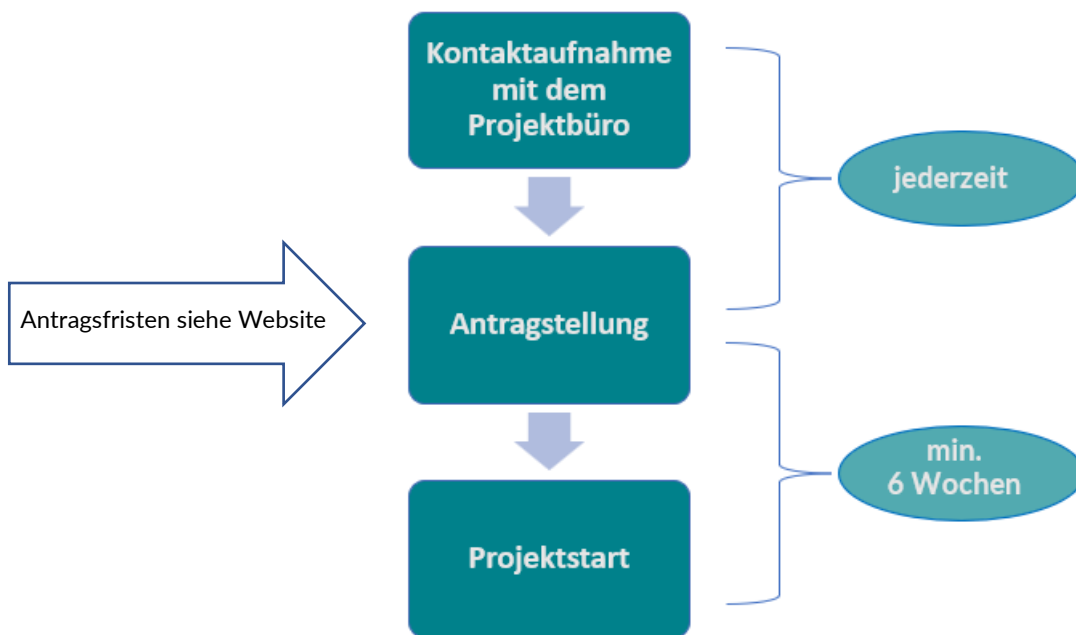 Kontaktaufnahme
mit dem
Projektbüro
jederzeit
Antragsfristen siehe Website
Antragstellung
min.
6 Wochen
Projektstart